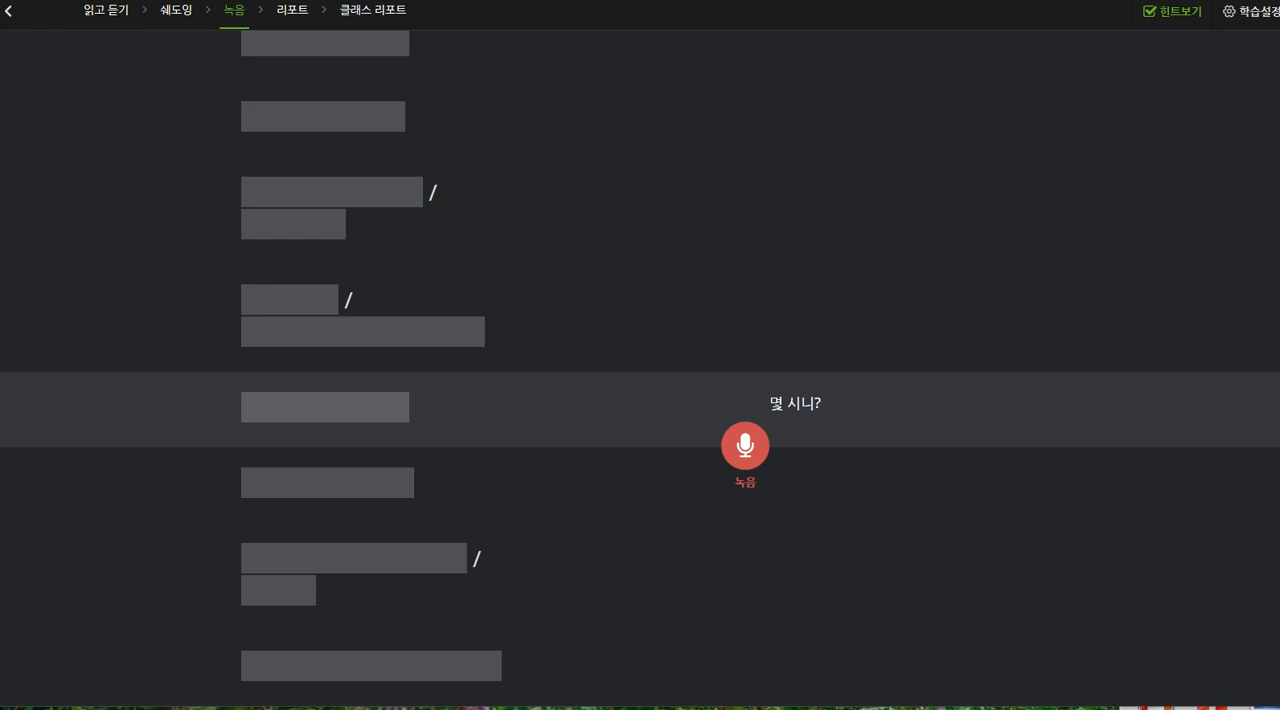 읽고 듣기 > 쉐도잉 > 녹음 > 리포트 > 클래스 리포트
힌트보기
학습설정
/
/
몇 시니?
녹음
/